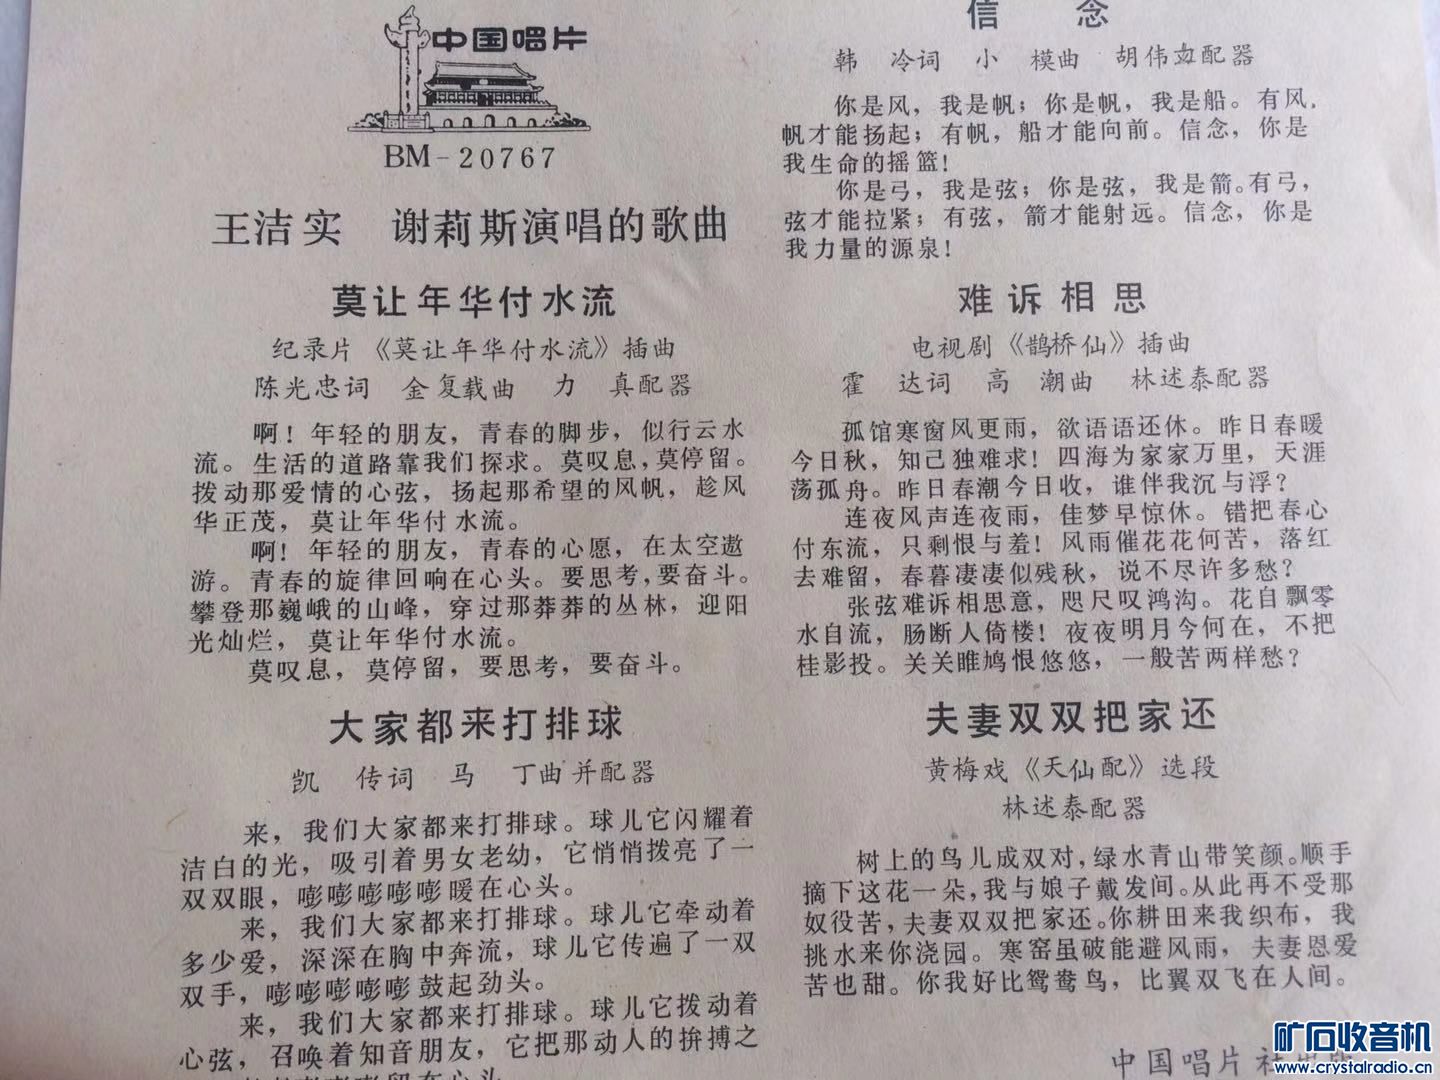 中国唱片
BM-20767
王洁实　谢莉斯演唱的歌曲
莫让年华付水流
纪录片《莫让年华付水流》插曲
陈光忠词　金复载曲　力　真配器
啊！年轻的朋友，青春的脚步，似行云水
流。生活的道路靠我们探求。莫叹息，莫停留。
拨动那爱情的心弦，扬起那希望的风帆，趁风
华正茂，莫让年华付水流。
啊！年轻的朋友，青春的心愿，在太空遨
游。青春的旋律回响在心头。要思考，要奋斗。
攀登那巍峨的山峰，穿过那莽莽的丛林，迎阳
光灿烂，莫让年华付水流。
莫叹息，莫停留，要思考，要奋斗。
大家都来打排球
凯　传词　马　丁曲并配器
来，我们大家都来打排球。球儿它闪耀着
洁白的光，吸引着男女老幼，它悄悄拨亮了一
双双眼，嘭嘭嘭嘭嘭暖在心头。
来，我们大家都来打排球。球儿它牵动着
多少爱，深深在胸中奔流，球儿它传遍了一双
双手，嘭嘭嘭嘭嘭鼓起劲头。
来，我们大家都来打排球。球儿它拨动着
心弦，召唤着知音朋友，它把那动人的拚搏之
嘭嘭嘭留在心头
信　念
韩　冷词　小　模曲　胡伟立配器
你是风，我是帆；你是帆，我是船。有风，
帆才能扬起；有帆，船才能向前。信念，你是
我生命的摇篮！
你是弓，我是弦；你是弦，我是箭。有弓，
弦才能拉紧；有弦，箭才能射远。信念，你是
我力量的源泉！
难诉相思
电视剧《鹊桥仙》插曲
霍　达词　高　潮曲　林述泰配器
孤馆寒窗风更雨，欲语语还休。昨日春暖
今日秋，知己独难求！四海为家家万里，天涯
荡孤舟。昨日春潮今日收，谁伴我沉与浮？
连夜风声连夜雨，佳梦早惊休。错把春心
付东流，只剩恨与羞！风雨催花花何苦，落红
去难留，春暮凄凄似残秋，说不尽许多愁？
张弦难诉相思意，咫尺叹鸿沟。花自飘零
水自流，肠断人倚楼！夜夜明月今何在，不把
桂影投。关关睢鸠恨悠悠，一般苦两样愁？
夫妻双双把家还
黄梅戏《天仙配》选段
林述泰配器
树上的鸟儿成双对，绿水青山带笑颜。顺手
摘下这花一朵，我与娘子戴发间。从此再不受那
奴役苦，夫妻双双把家还。你耕田来我织布，我
挑水来你浇园。寒窑虽破能避风雨，夫妻恩爱
苦也甜。你我好比鸳鸯鸟，比翼双飞在人间。
中国唱片社出版
矿石收音机
www.crystalradio.cn